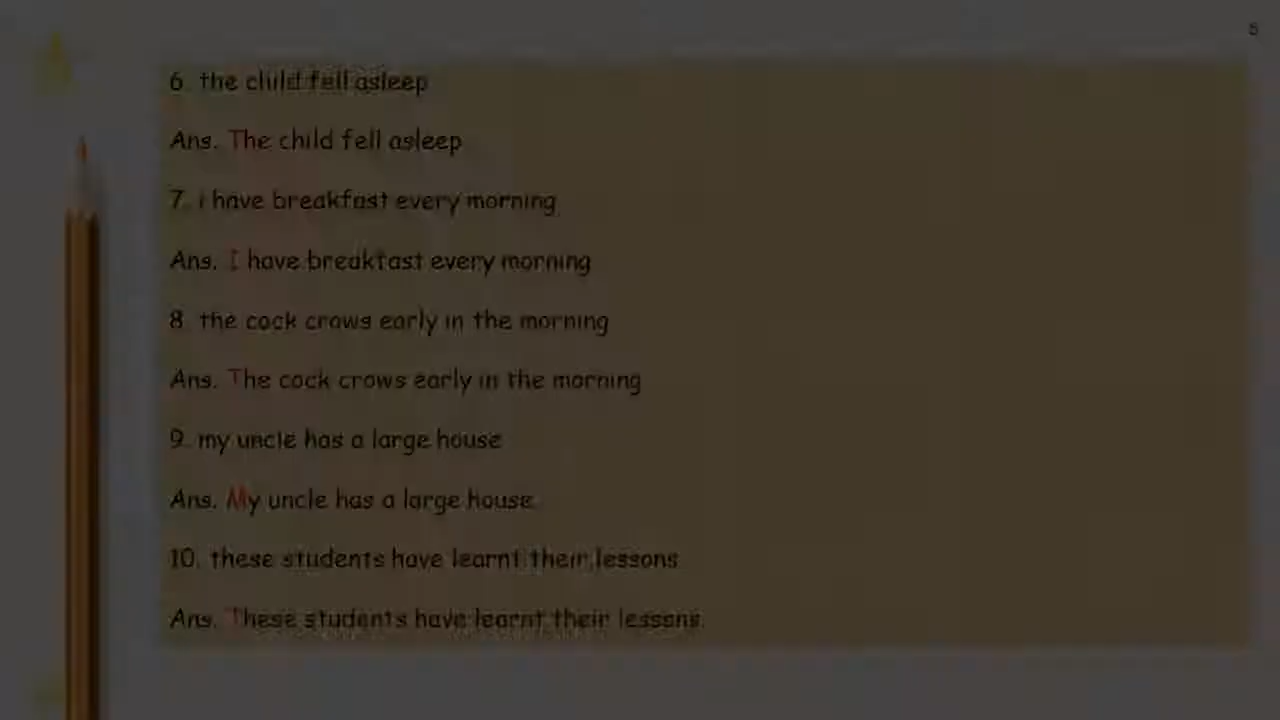 5
6. the child fell asleep
Ans. The child fell asleep
7. i have breakfast every morning
Ans. I have breakfast every morning
8. the cock crows early in the morning
Ans. The cock crows early in the morning
9. my uncle has a large house
Ans. My uncle has a large house.
10. these students have learnt their lessons
Ans. These students have learnt their lessons.